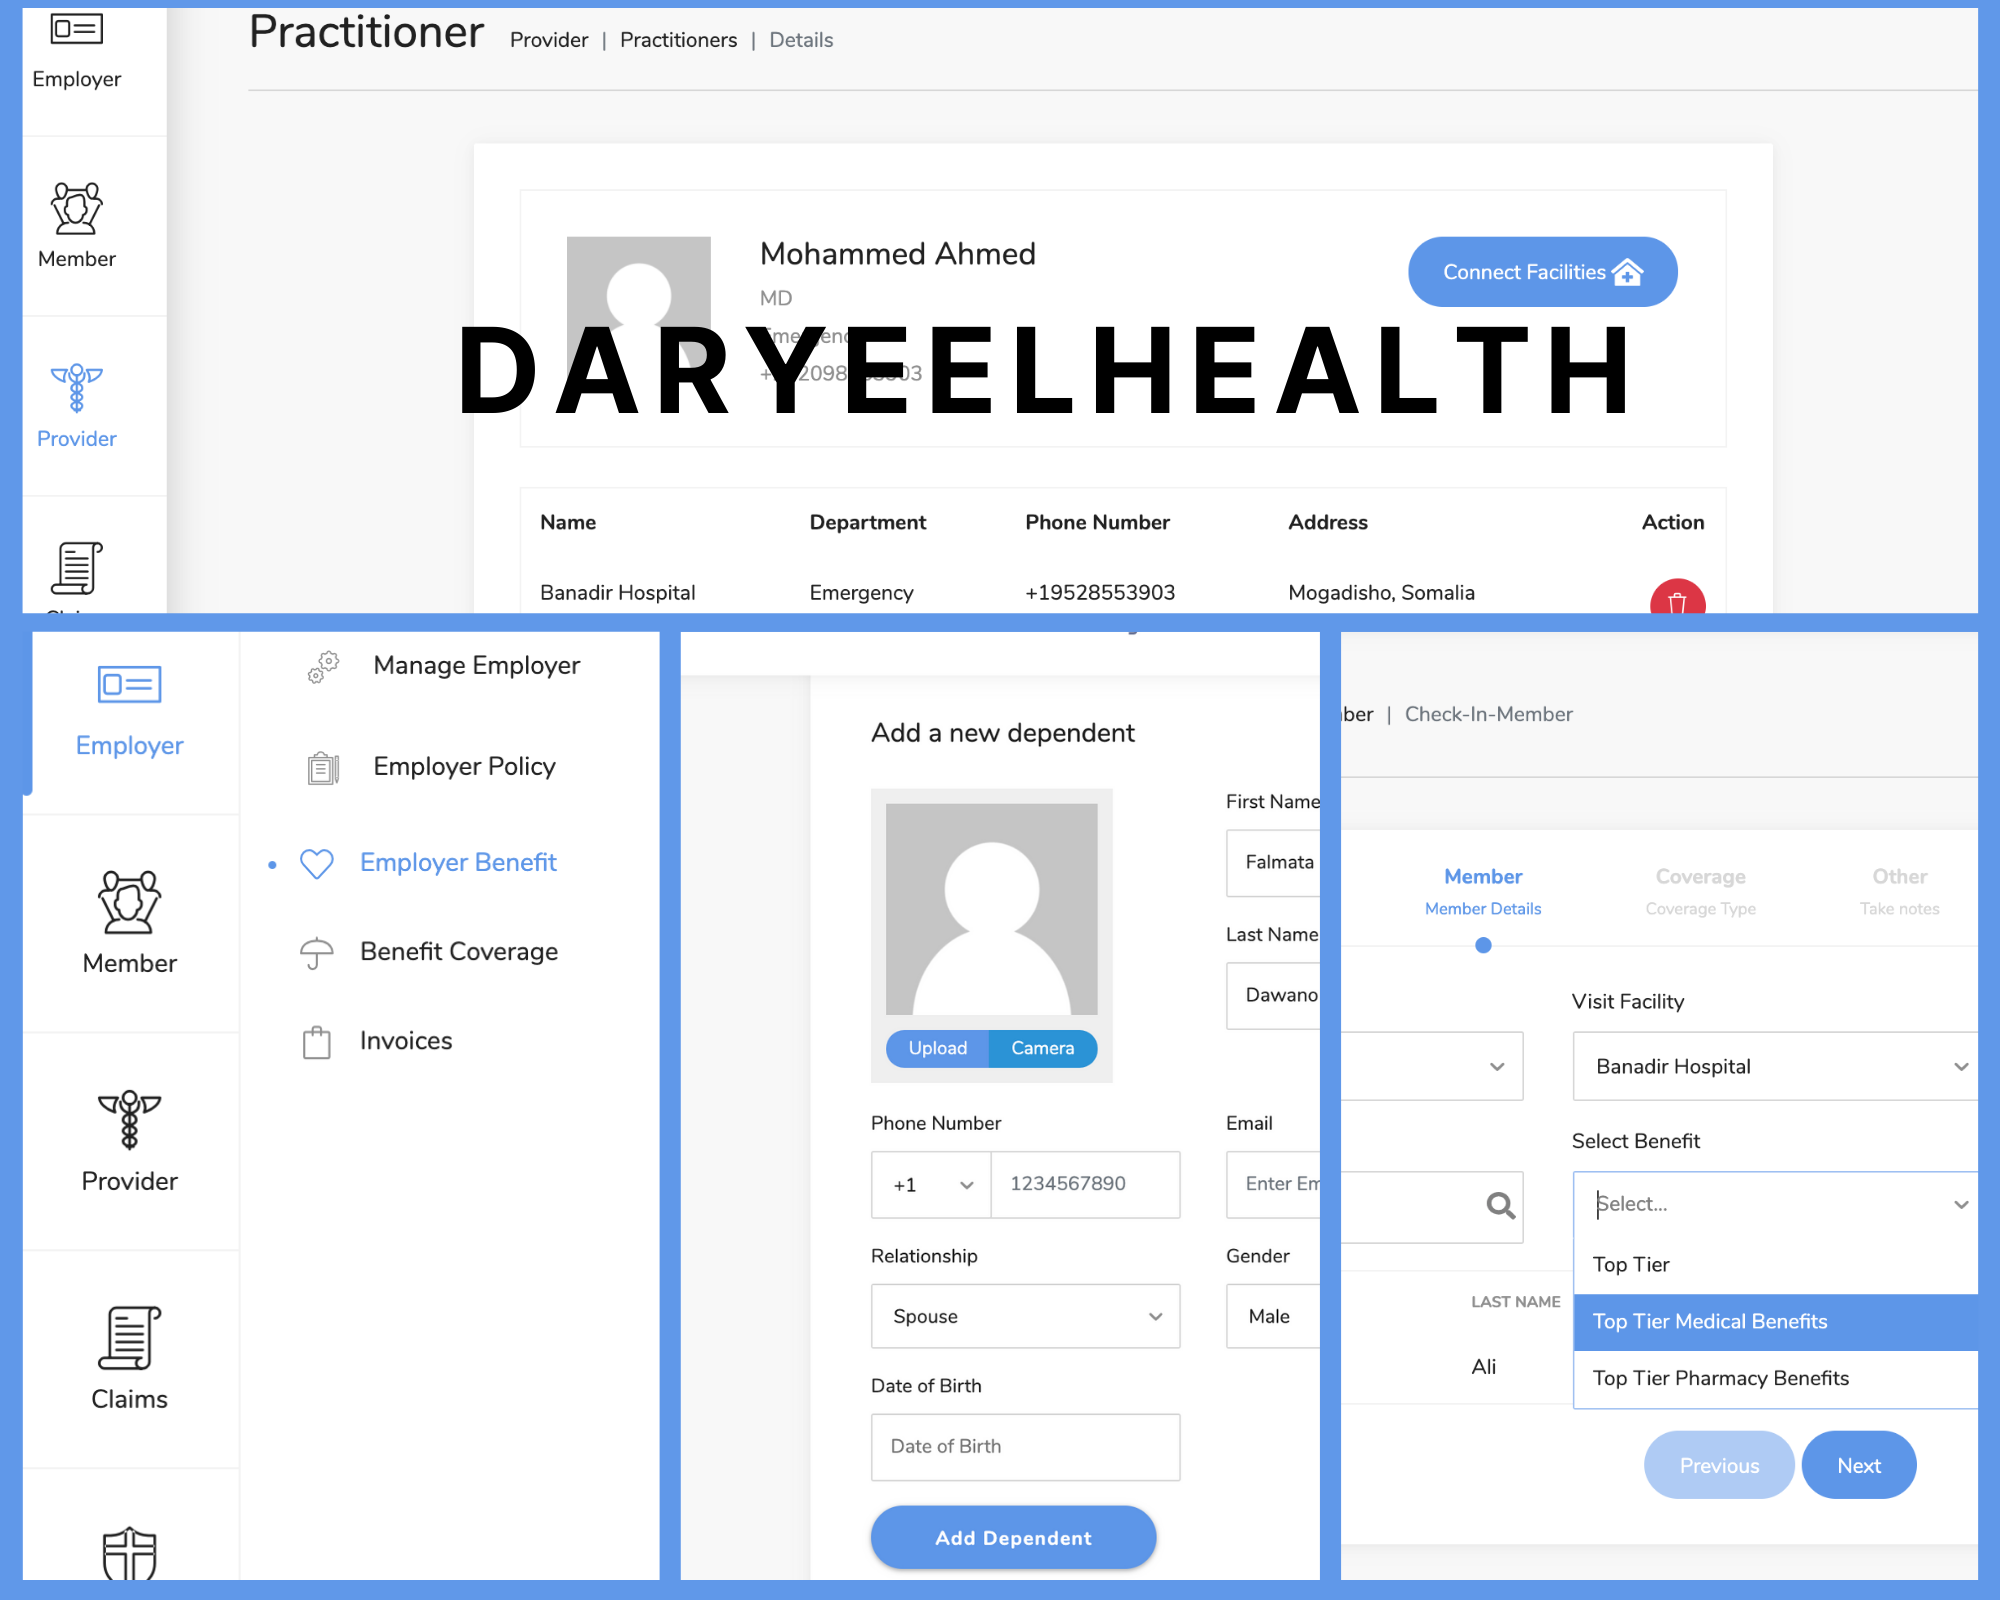 Practitioner Provider | Practitioners | Details
Employer
Member
Provider
Mohammed Ahmed
MD
Connect Facilities
DARYEELHEALTH
Name Department Phone Number Address Action
Banadir Hospital Emergency +19528553903 Mogadisho, Somalia
Employer
Member
Provider
Claims
Manage Employer
Employer Policy
Employer Benefit
Benefit Coverage
Invoices
Add a new dependent
Upload Camera
First Name
Falmata
Last Name
Dawano
Phone Number Email
+1 1234567890 Enter Em
Relationship Gender
Spouse Male
Date of Birth
Date of Birth
Add Dependent
ber | Check-In-Member
Member Coverage Other
Member Details Coverage Type Take notes
Visit Facility
Banadir Hospital
Select Benefit
Select...
Top Tier
LAST NAME
Top Tier Medical Benefits
Ali
Top Tier Pharmacy Benefits
Previous Next